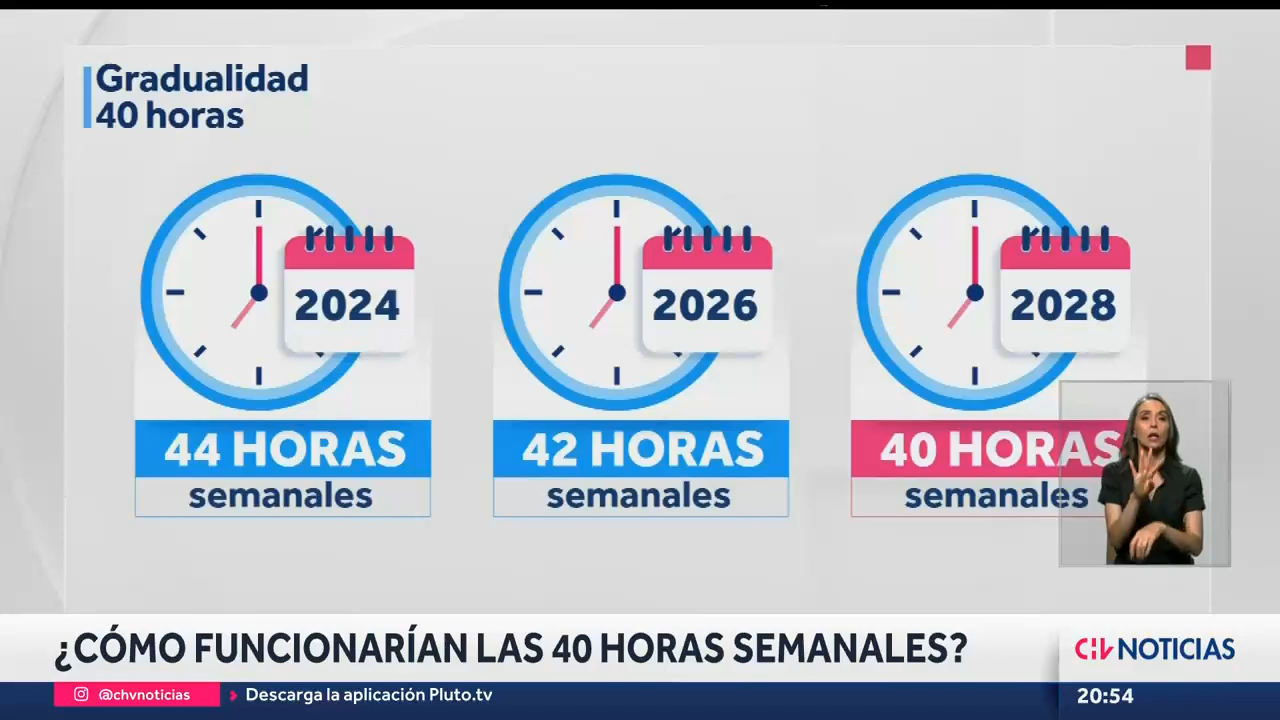 Gradualidad
40 horas
2024
2026
2028
44 HORAS
semanales
42 HORAS
semanales
40 HORAS
semanales
¿CÓMO FUNCIONARÍAN LAS 40 HORAS SEMANALES?
CHV NOTICIAS
@chvnoticias
Descarga la aplicación Pluto.tv
20:54